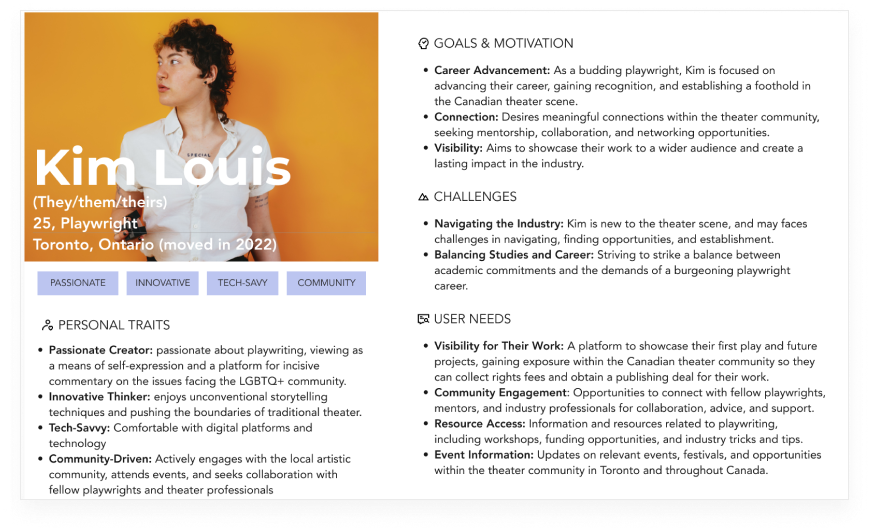 SPECIAL
Kim Louis
(They/them/theirs)
25, Playwright
Toronto, Ontario (moved in 2022)
PASSIONATE
INNOVATIVE
TECH-SAVY
COMMUNITY
PERSONAL TRAITS
• Passionate Creator: passionate about playwriting, viewing as
a means of self-expression and a platform for incisive
commentary on the issues facing the LGBTQ+ community.
• Innovative Thinker: enjoys unconventional storytelling
techniques and pushing the boundaries of traditional theater.
• Tech-Savvy: Comfortable with digital platforms and
technology
• Community-Driven: Actively engages with the local artistic
community, attends events, and seeks collaboration with
fellow playwrights and theater professionals
GOALS & MOTIVATION
• Career Advancement: As a budding playwright, Kim is focused on
advancing their career, gaining recognition, and establishing a foothold in
the Canadian theater scene.
• Connection: Desires meaningful connections within the theater community,
seeking mentorship, collaboration, and networking opportunities.
• Visibility: Aims to showcase their work to a wider audience and create a
lasting impact in the industry.
CHALLENGES
• Navigating the Industry: Kim is new to the theater scene, and may faces
challenges in navigating, finding opportunities, and establishment.
• Balancing Studies and Career: Striving to strike a balance between
academic commitments and the demands of a burgeoning playwright
career.
USER NEEDS
• Visibility for Their Work: A platform to showcase their first play and future
projects, gaining exposure within the Canadian theater community so they
can collect rights fees and obtain a publishing deal for their work.
• Community Engagement: Opportunities to connect with fellow playwrights,
mentors, and industry professionals for collaboration, advice, and support.
• Resource Access: Information and resources related to playwriting,
including workshops, funding opportunities, and industry tricks and tips.
• Event Information: Updates on relevant events, festivals, and opportunities
within the theater community in Toronto and throughout Canada.